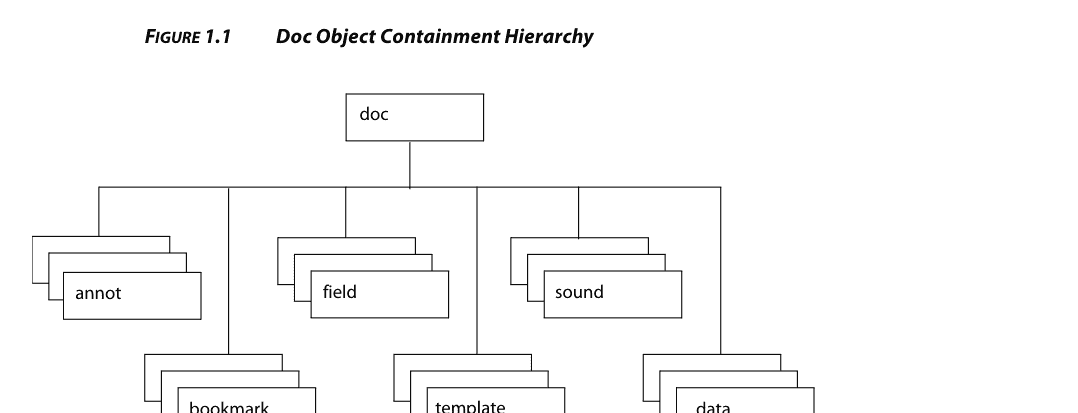 FIGURE 1.1 Doc Object Containment Hierarchy
doc
annot
field
sound
bookmark
template
data